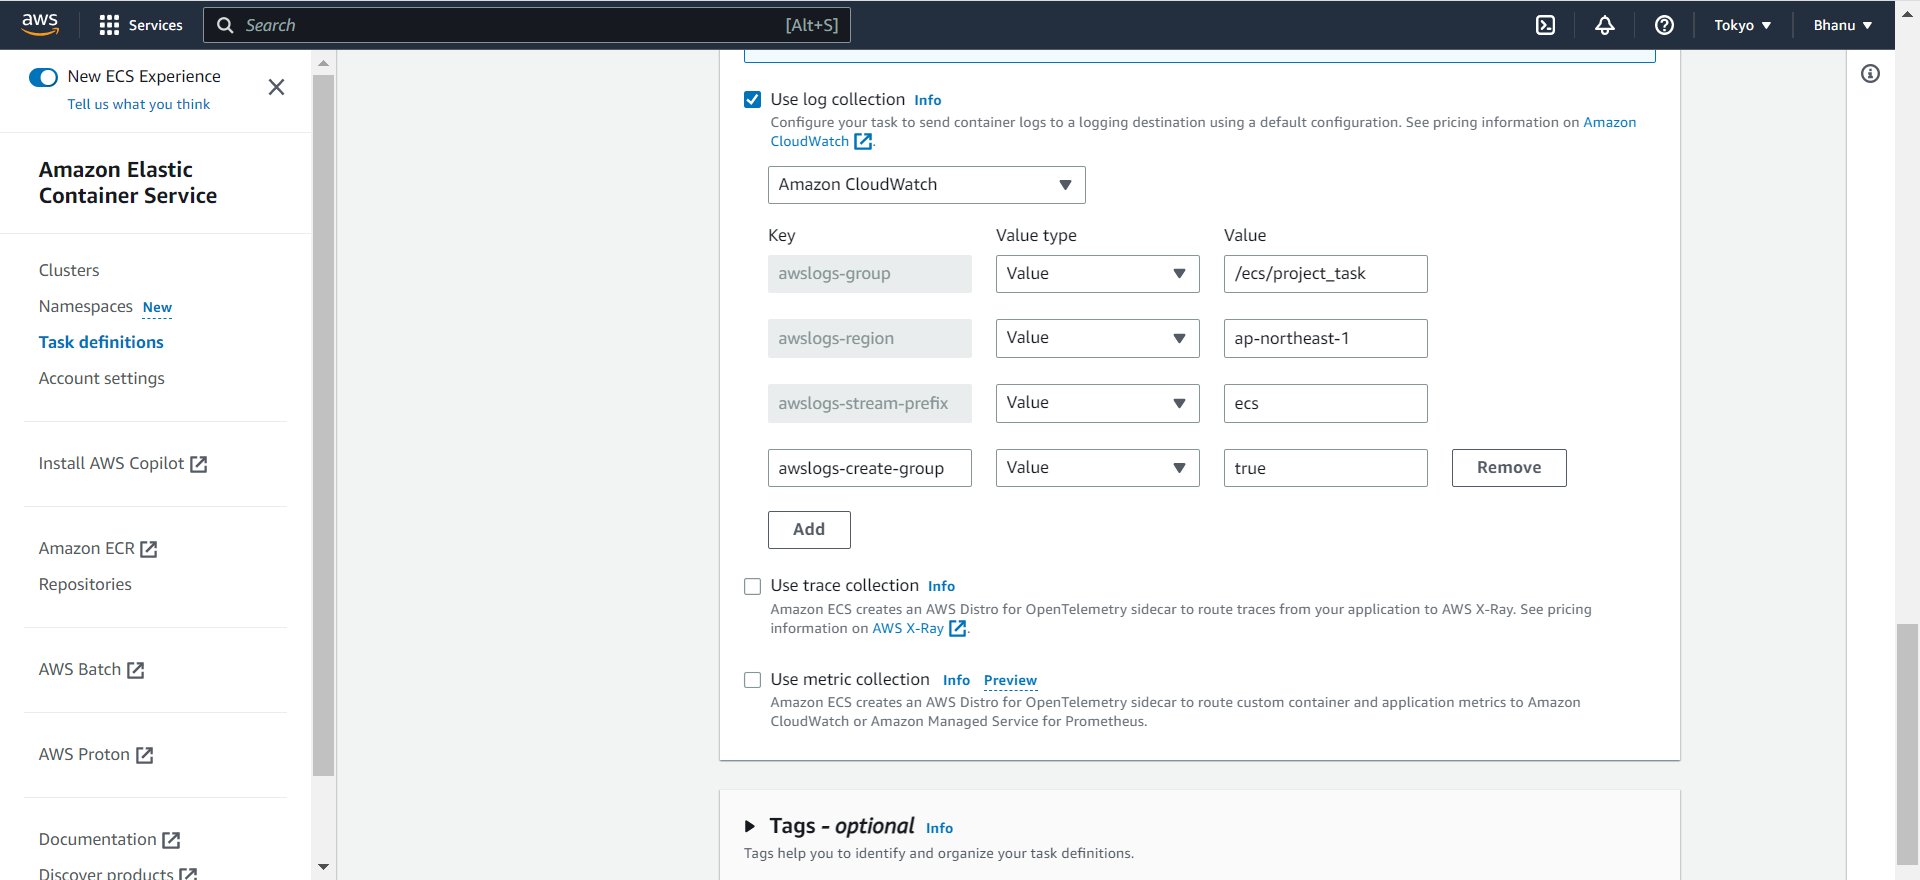 aws
Services
Search
[Alt+S]
Tokyo
Bhanu
New ECS Experience
Tell us what you think
Amazon Elastic
Container Service
Clusters
Namespaces New
Task definitions
Account settings
Install AWS Copilot
Amazon ECR
Repositories
AWS Batch
AWS Proton
Documentation
Discover products
Use log collection Info
Configure your task to send container logs to a logging destination using a default configuration. See pricing information on Amazon
CloudWatch .
Amazon CloudWatch
Key Value type Value
awslogs-group Value /ecs/project_task
awslogs-region Value ap-northeast-1
awslogs-stream-prefix Value ecs
awslogs-create-group Value true Remove
Add
Use trace collection Info
Amazon ECS creates an AWS Distro for OpenTelemetry sidecar to route traces from your application to AWS X-Ray. See pricing
information on AWS X-Ray .
Use metric collection Info Preview
Amazon ECS creates an AWS Distro for OpenTelemetry sidecar to route custom container and application metrics to Amazon
CloudWatch or Amazon Managed Service for Prometheus.
Tags - optional Info
Tags help you to identify and organize your task definitions.